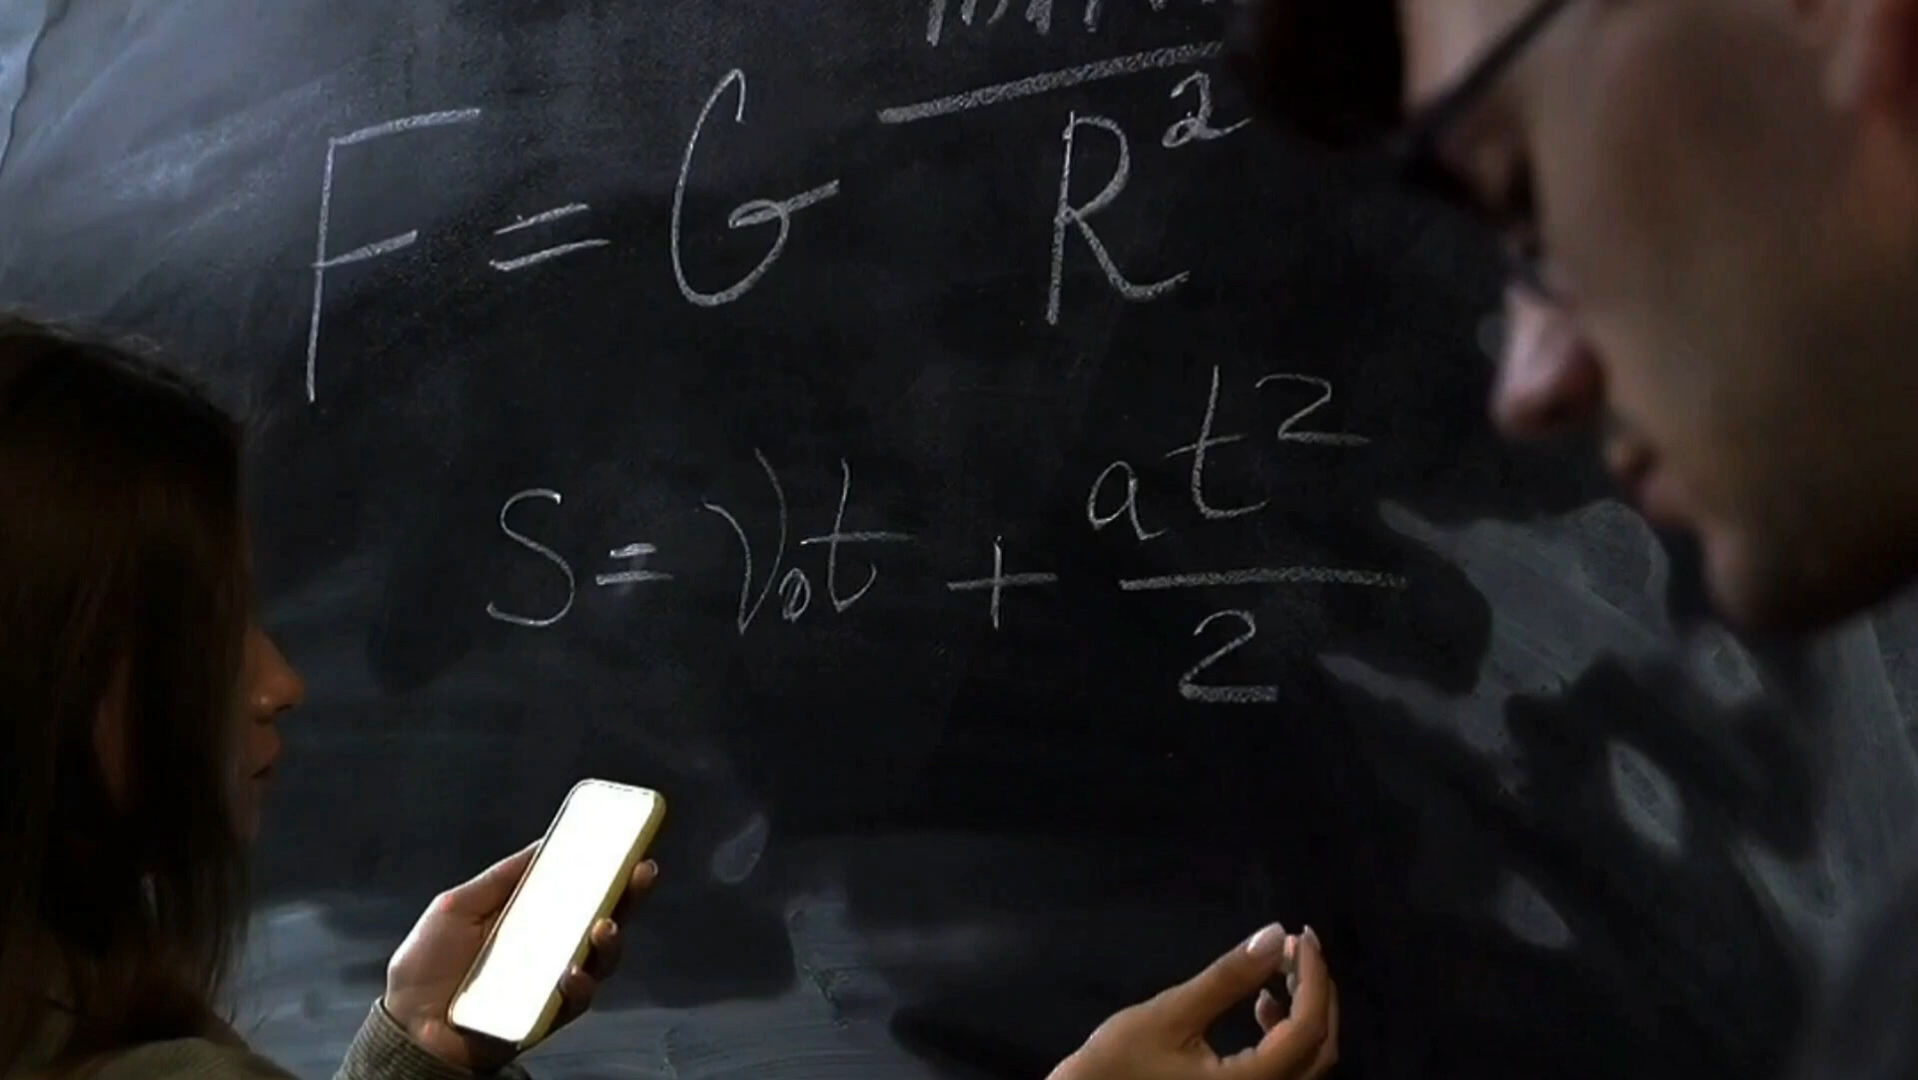 F = G / R²
S = V₀t + at² / 2